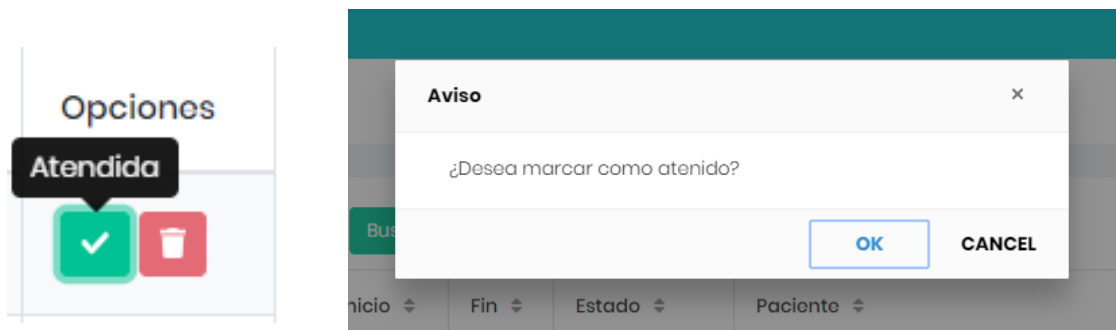 Opciones
Atendida
Aviso
×
¿Desea marcar como atenido?
Bus
OK CANCEL
nicio Fin Estado Paciente